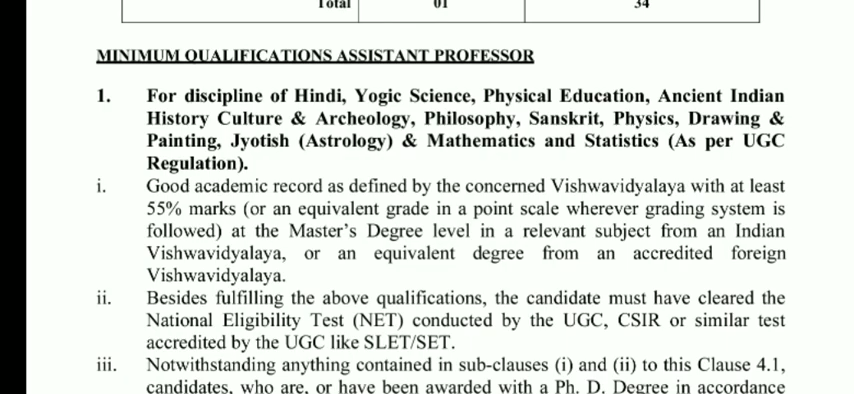 Total 01 34
MINIMUM QUALIFICATIONS ASSISTANT PROFESSOR
1. For discipline of Hindi, Yogic Science, Physical Education, Ancient Indian
History Culture & Archeology, Philosophy, Sanskrit, Physics, Drawing &
Painting, Jyotish (Astrology) & Mathematics and Statistics (As per UGC
Regulation).
i. Good academic record as defined by the concerned Vishwavidyalaya with at least
55% marks (or an equivalent grade in a point scale wherever grading system is
followed) at the Master's Degree level in a relevant subject from an Indian
Vishwavidyalaya, or an equivalent degree from an accredited foreign
Vishwavidyalaya.
ii. Besides fulfilling the above qualifications, the candidate must have cleared the
National Eligibility Test (NET) conducted by the UGC, CSIR or similar test
accredited by the UGC like SLET/SET.
iii. Notwithstanding anything contained in sub-clauses (i) and (ii) to this Clause 4.1,
candidates, who are, or have been awarded with a Ph. D. Degree in accordance